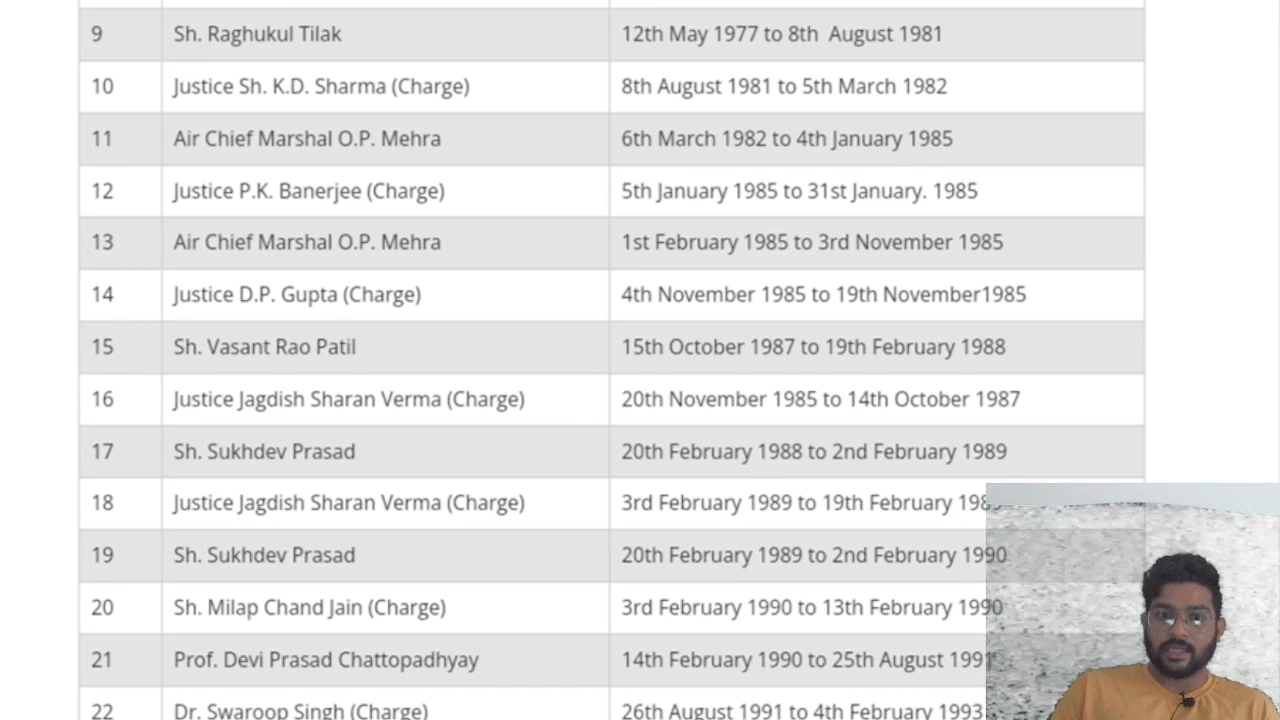 9 Sh. Raghukul Tilak 12th May 1977 to 8th August 1981
10 Justice Sh. K.D. Sharma (Charge) 8th August 1981 to 5th March 1982
11 Air Chief Marshal O.P. Mehra 6th March 1982 to 4th January 1985
12 Justice P.K. Banerjee (Charge) 5th January 1985 to 31st January. 1985
13 Air Chief Marshal O.P. Mehra 1st February 1985 to 3rd November 1985
14 Justice D.P. Gupta (Charge) 4th November 1985 to 19th November1985
15 Sh. Vasant Rao Patil 15th October 1987 to 19th February 1988
16 Justice Jagdish Sharan Verma (Charge) 20th November 1985 to 14th October 1987
17 Sh. Sukhdev Prasad 20th February 1988 to 2nd February 1989
18 Justice Jagdish Sharan Verma (Charge) 3rd February 1989 to 19th February
19 Sh. Sukhdev Prasad 20th February 1989 to 2nd February 1990
20 Sh. Milap Chand Jain (Charge) 3rd February 1990 to 13th February 1990
21 Prof. Devi Prasad Chattopadhyay 14th February 1990 to 25th August 1991
22 Dr. Swaroop Singh (Charge) 26th August 1991 to 4th February 1993